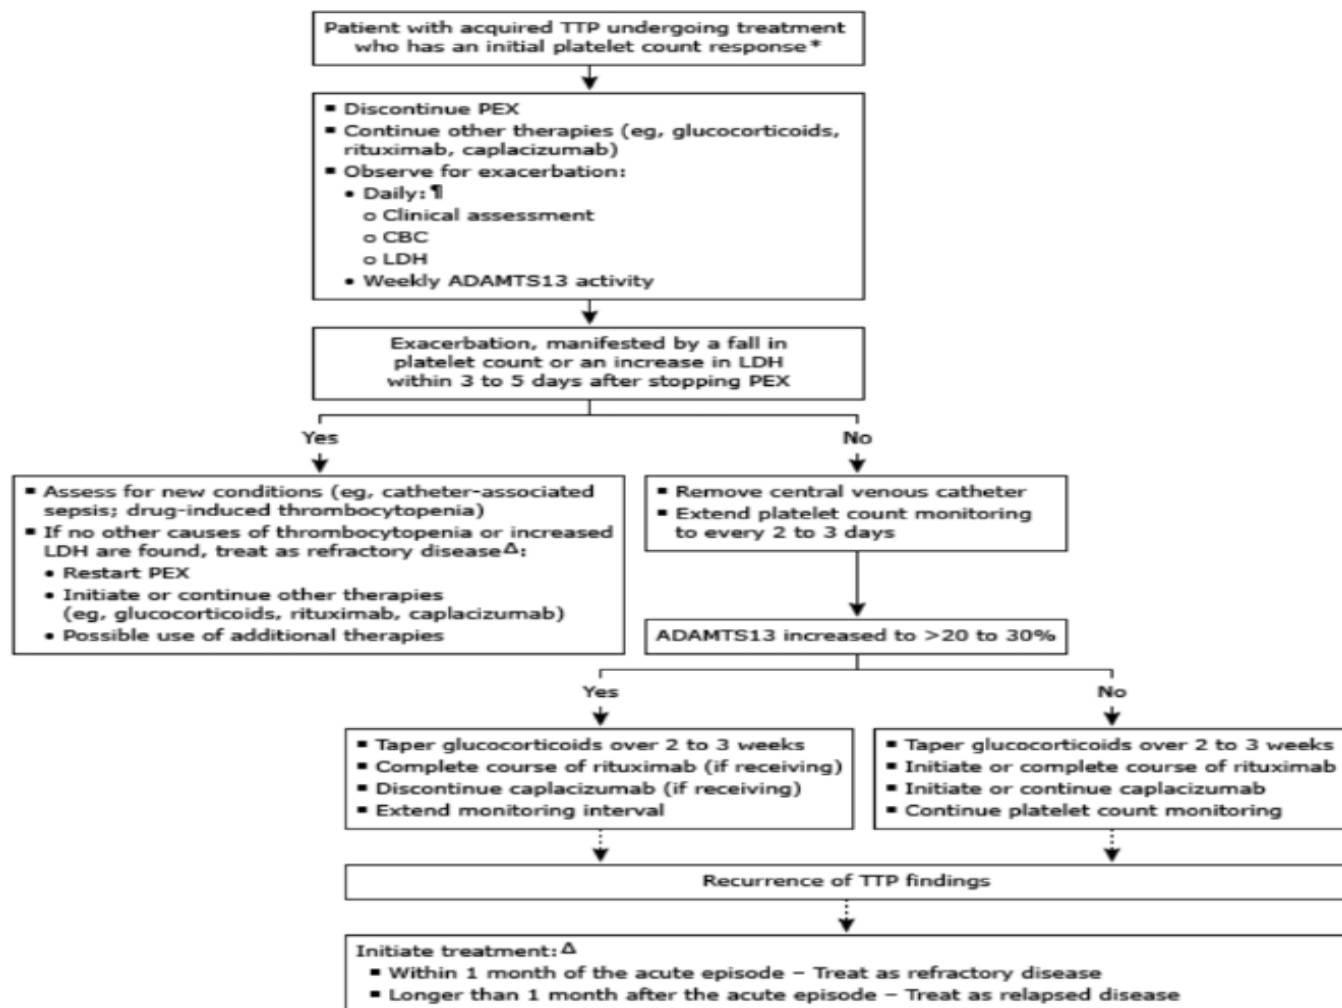 Patient with acquired TTP undergoing treatment
who has an initial platelet count response*
▪ Discontinue PEX
▪ Continue other therapies (eg, glucocorticoids,
rituximab, caplacizumab)
▪ Observe for exacerbation:
• Daily:¶
o Clinical assessment
o CBC
o LDH
• Weekly ADAMTS13 activity
Exacerbation, manifested by a fall in
platelet count or an increase in LDH
within 3 to 5 days after stopping PEX
Yes
No
▪ Assess for new conditions (eg, catheter-associated
sepsis; drug-induced thrombocytopenia)
▪ If no other causes of thrombocytopenia or increased
LDH are found, treat as refractory diseaseΔ:
• Restart PEX
• Initiate or continue other therapies
(eg, glucocorticoids, rituximab, caplacizumab)
• Possible use of additional therapies
▪ Remove central venous catheter
▪ Extend platelet count monitoring
to every 2 to 3 days
ADAMTS13 increased to >20 to 30%
Yes
No
▪ Taper glucocorticoids over 2 to 3 weeks
▪ Complete course of rituximab (if receiving)
▪ Discontinue caplacizumab (if receiving)
▪ Extend monitoring interval
▪ Taper glucocorticoids over 2 to 3 weeks
▪ Initiate or complete course of rituximab
▪ Initiate or continue caplacizumab
▪ Continue platelet count monitoring
Recurrence of TTP findings
Initiate treatment:Δ
▪ Within 1 month of the acute episode – Treat as refractory disease
▪ Longer than 1 month after the acute episode – Treat as relapsed disease